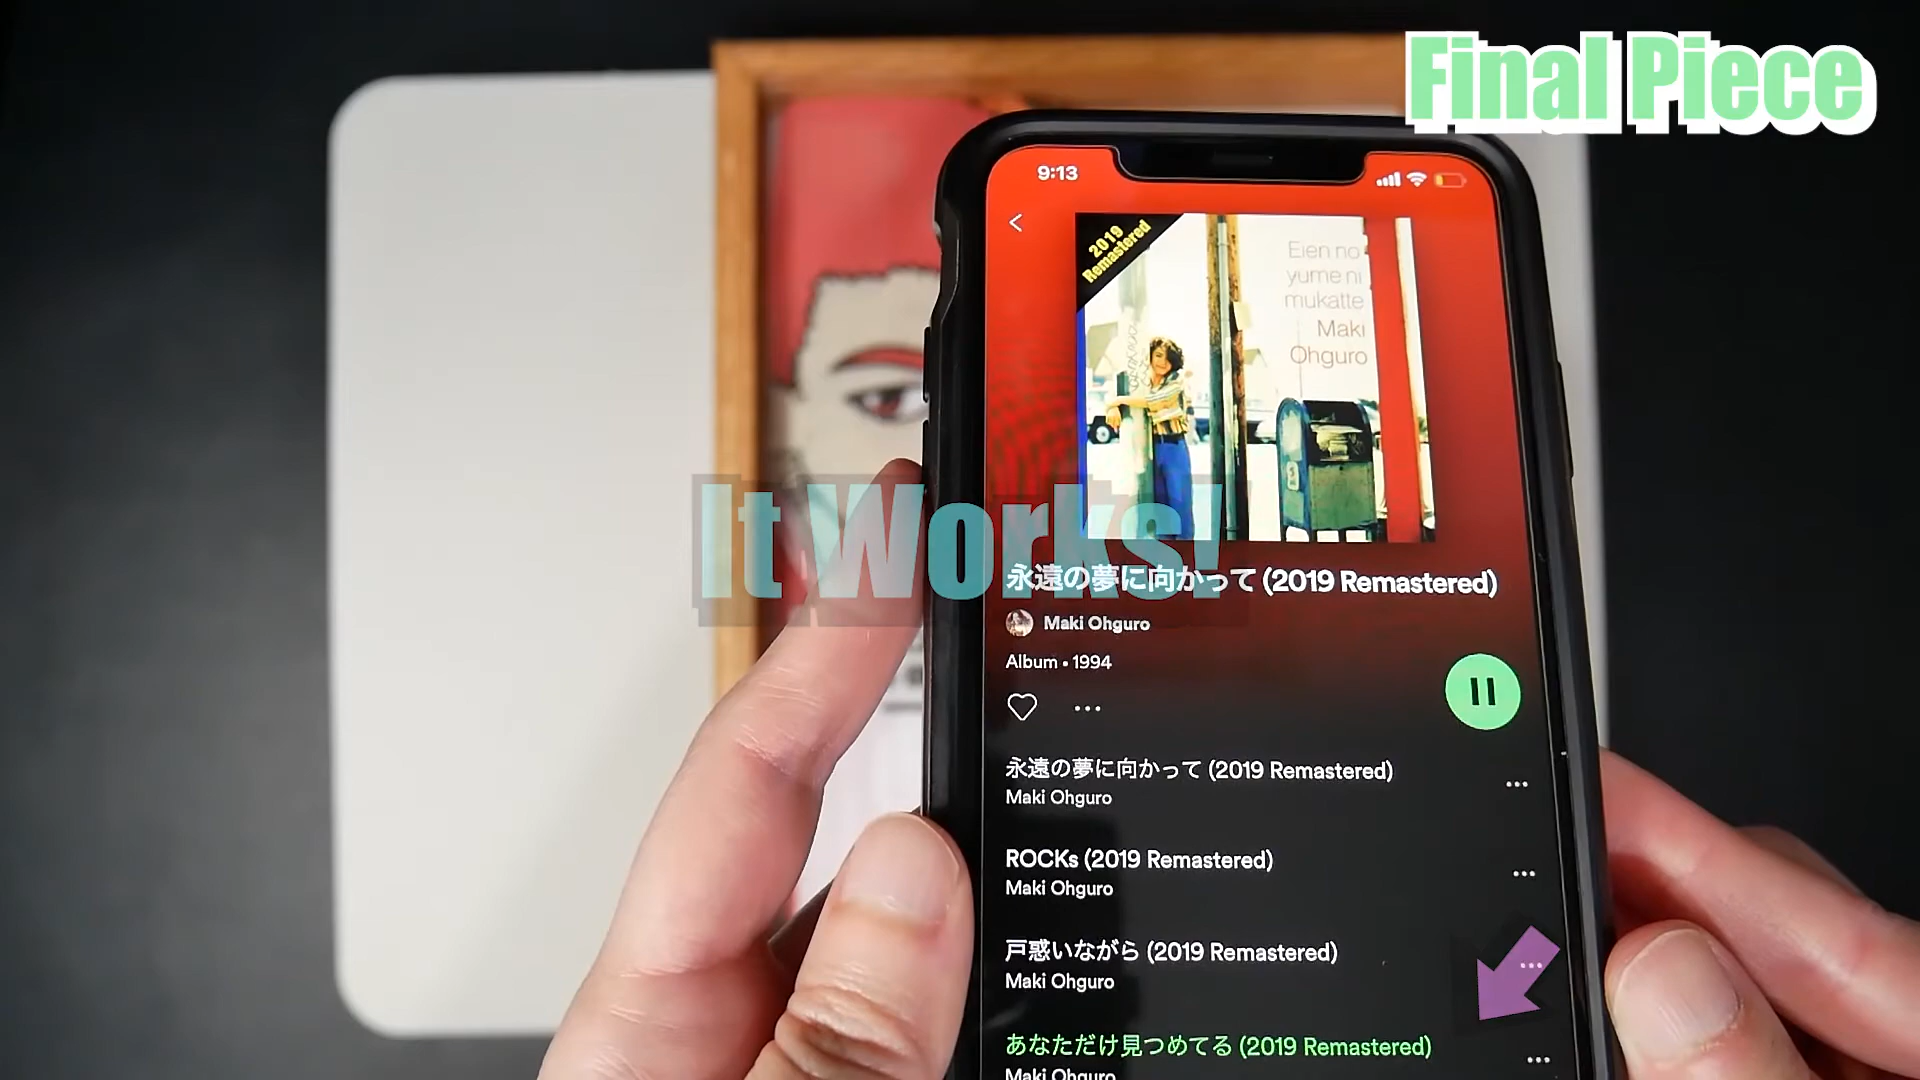 Final Piece
9:13
2019
Remastered
Eien no
yume ni
mukatte
Maki
Ohguro
It Works!
永遠の夢に向かって (2019 Remastered)
Maki Ohguro
Album • 1994
永遠の夢に向かって (2019 Remastered)
Maki Ohguro
ROCKs (2019 Remastered)
Maki Ohguro
戸惑いながら (2019 Remastered)
Maki Ohguro
あなただけ見つめてる (2019 Remastered)
Maki Ohguro